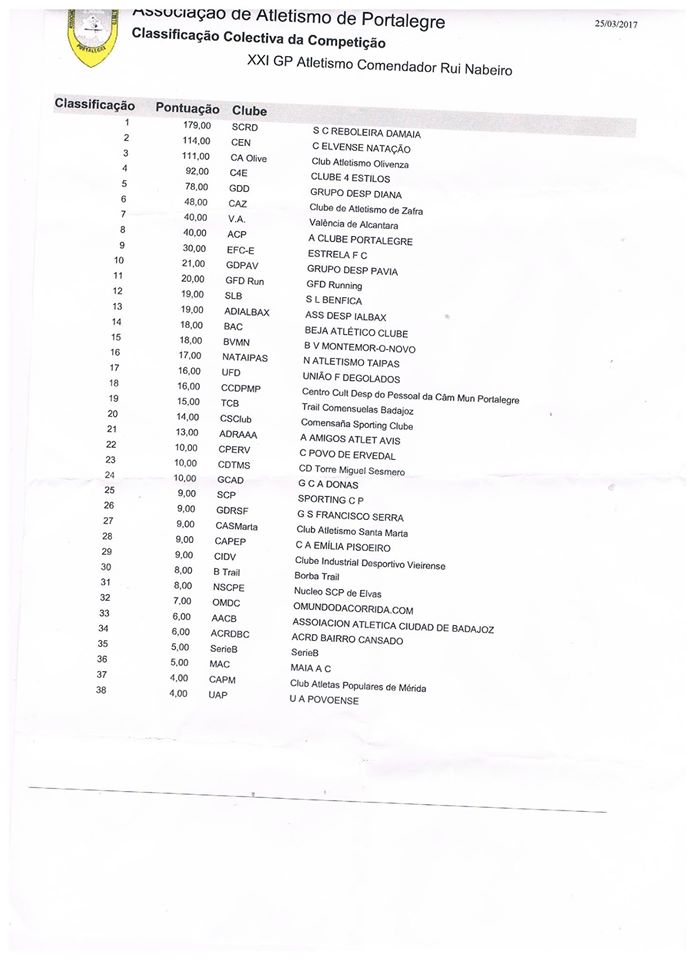 Associação de Atletismo de Portalegre
25/03/2017
Classificação Colectiva da Competição
XXI GP Atletismo Comendador Rui Nabeiro
PORTALEGRE
Classificação Pontuação Clube
1 179,00 SCRD S C REBOLEIRA DAMAIA
2 114,00 CEN C ELVENSE NATAÇÃO
3 111,00 CA Olive Club Atletismo Olivenza
4 92,00 C4E CLUBE 4 ESTILOS
5 78,00 GDD GRUPO DESP DIANA
6 48,00 CAZ Clube de Atletismo de Zafra
7 40,00 V.A. Valência de Alcantara
8 40,00 ACP A CLUBE PORTALEGRE
9 30,00 EFC-E ESTRELA F C
10 21,00 GDPAV GRUPO DESP PAVIA
11 20,00 GFD Run GFD Running
12 19,00 SLB S L BENFICA
13 19,00 ADIALBAX ASS DESP IALBAX
14 18,00 BAC BEJA ATLÉTICO CLUBE
15 18,00 BVMN B V MONTEMOR-O-NOVO
16 17,00 NATAIPAS N ATLETISMO TAIPAS
17 16,00 UFD UNIÃO F DEGOLADOS
18 16,00 CCDPMP Centro Cult Desp do Pessoal da Câm Mun Portalegre
19 15,00 TCB Trail Comensuelas Badajoz
20 14,00 CSClub Comensaña Sporting Clube
21 13,00 ADRAAA A AMIGOS ATLET AVIS
22 10,00 CPERV C POVO DE ERVEDAL
23 10,00 CDTMS CD Torre Miguel Sesmero
24 10,00 GCAD G C A DONAS
25 9,00 SCP SPORTING C P
26 9,00 GDRSF G S FRANCISCO SERRA
27 9,00 CASMarta Club Atletismo Santa Marta
28 9,00 CAPEP C A EMÍLIA PISOEIRO
29 9,00 CIDV Clube Industrial Desportivo Vieirense
30 8,00 B Trail Borba Trail
31 8,00 NSCPE Nucleo SCP de Elvas
32 7,00 OMDC OMUNDODACORRIDA.COM
33 6,00 AACB ASSOIACION ATLETICA CIUDAD DE BADAJOZ
34 6,00 ACRDBC ACRD BAIRRO CANSADO
35 5,00 SerieB SerieB
36 5,00 MAC MAIA A C
37 4,00 CAPM Club Atletas Populares de Mérida
38 4,00 UAP U A POVOENSE